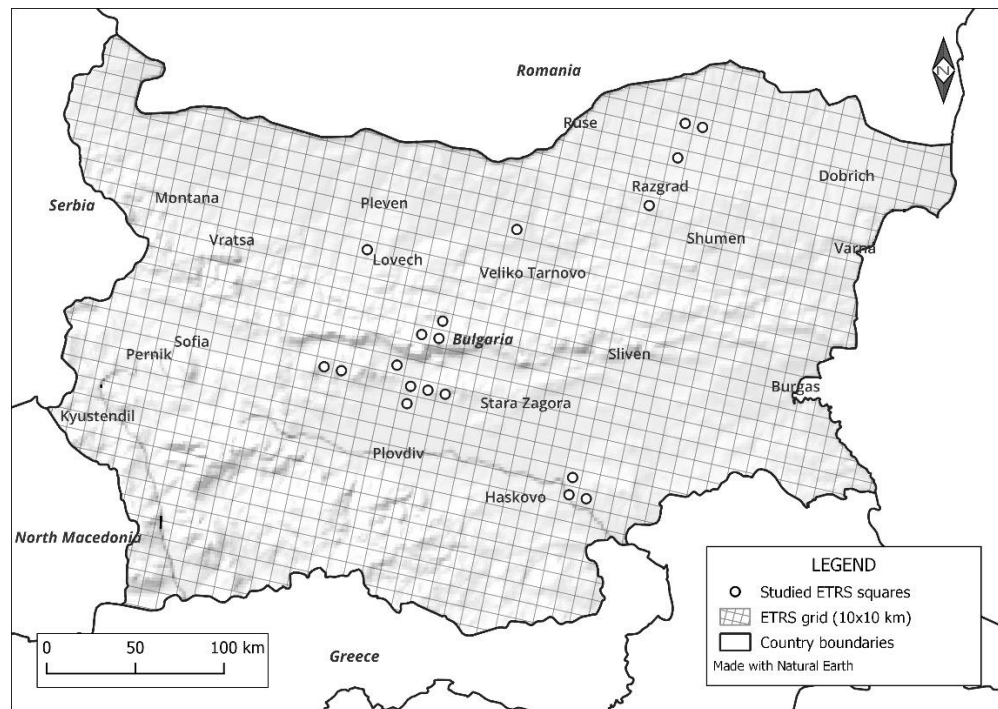 Romania
N
Ruse
Razgrad
Dobrich
Serbia
Montana
Pleven
Vratsa
Shumen
Varna
Lovech
Veliko Tarnovo
Sofia
Bulgaria
Pernik
Sliven
Burgas
Kyustendil
Stara Zagora
Plovdiv
Haskovo
North Macedonia
Greece
0 50 100 km
LEGEND
Studied ETRS squares
ETRS grid (10x10 km)
Country boundaries
Made with Natural Earth